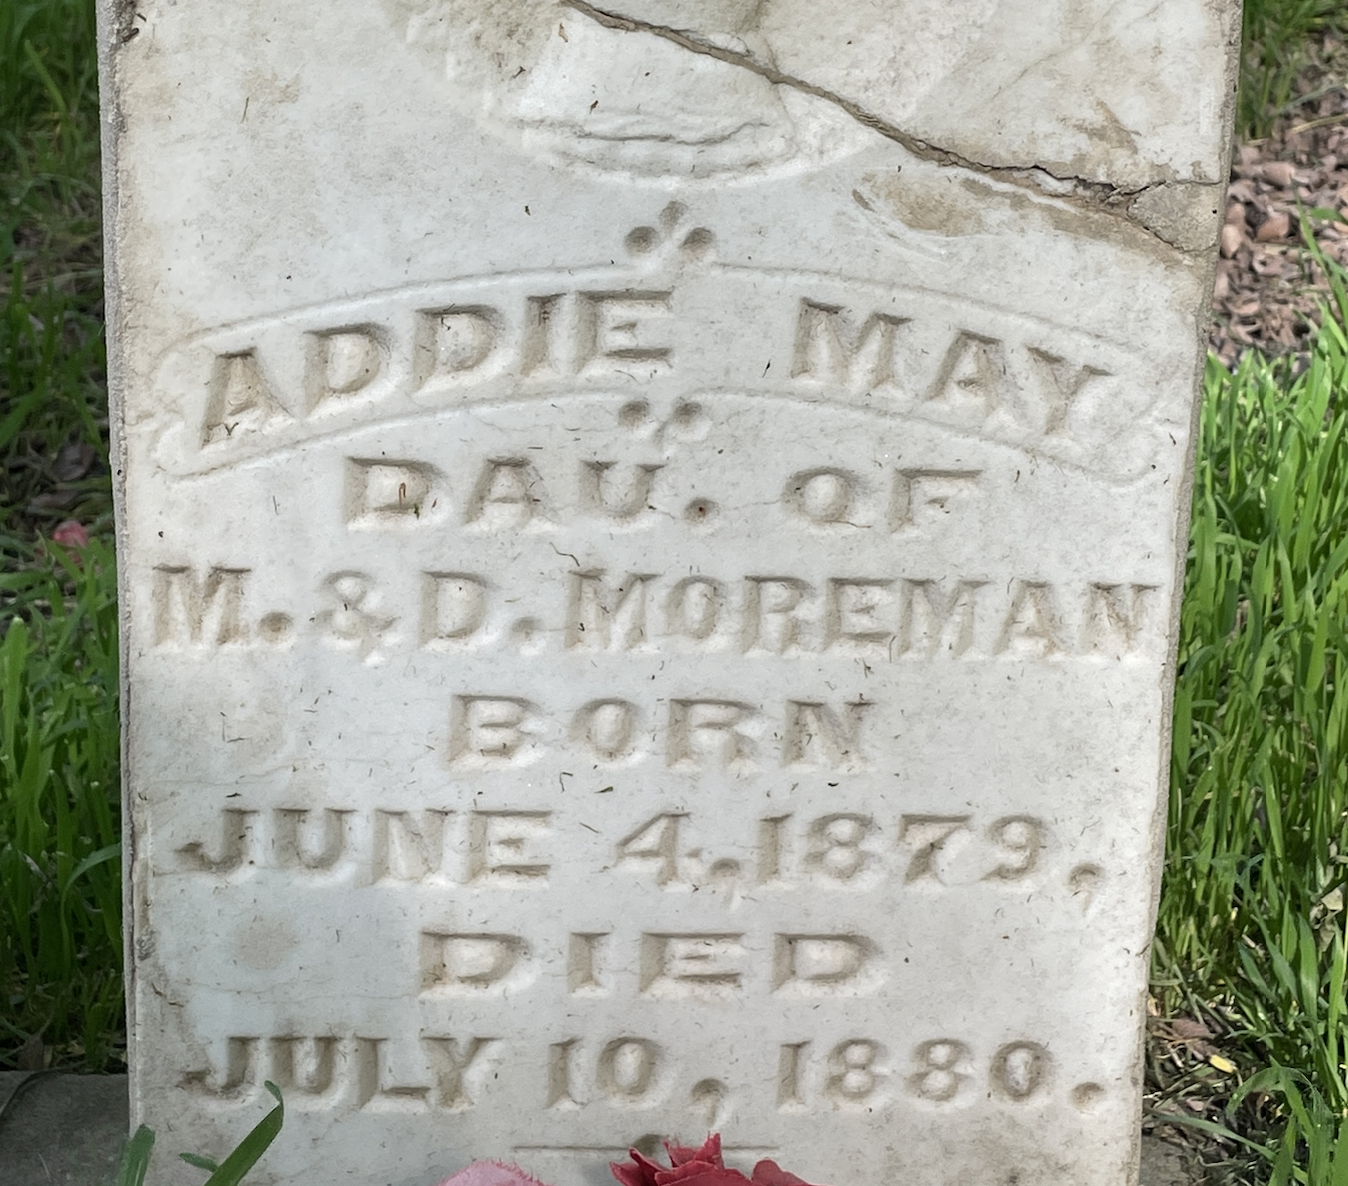 ADDIE MAY
DAU. OF
M. & D. MOREMAN
BORN
JUNE 4, 1879,
DIED
JULY 10, 1880.